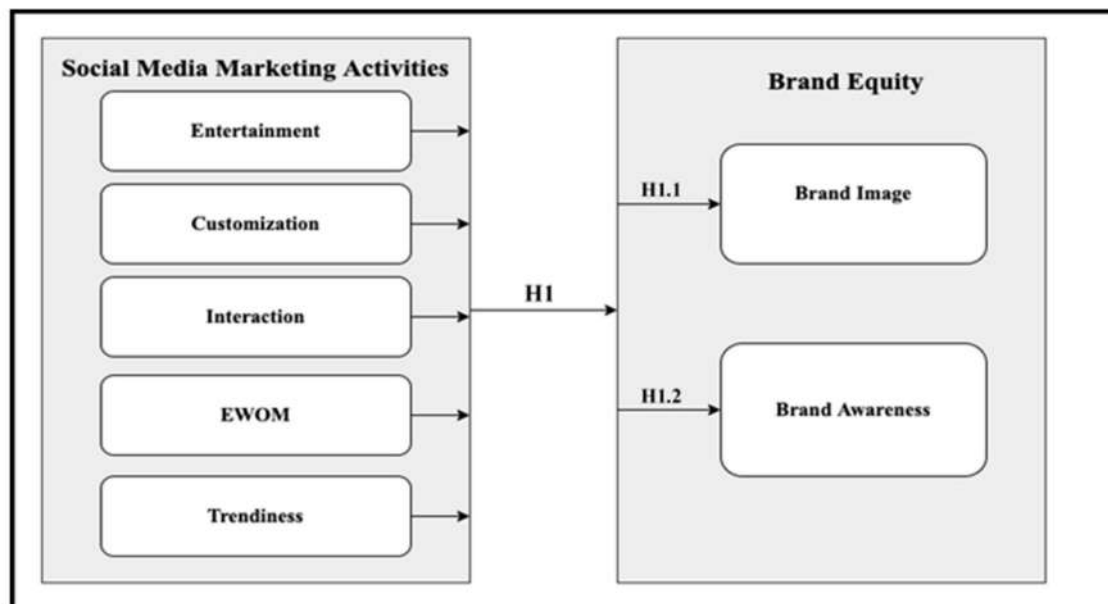 Social Media Marketing Activities
Entertainment
Customization
Interaction
EWOM
Trendiness
H1
Brand Equity
H1.1
Brand Image
H1.2
Brand Awareness